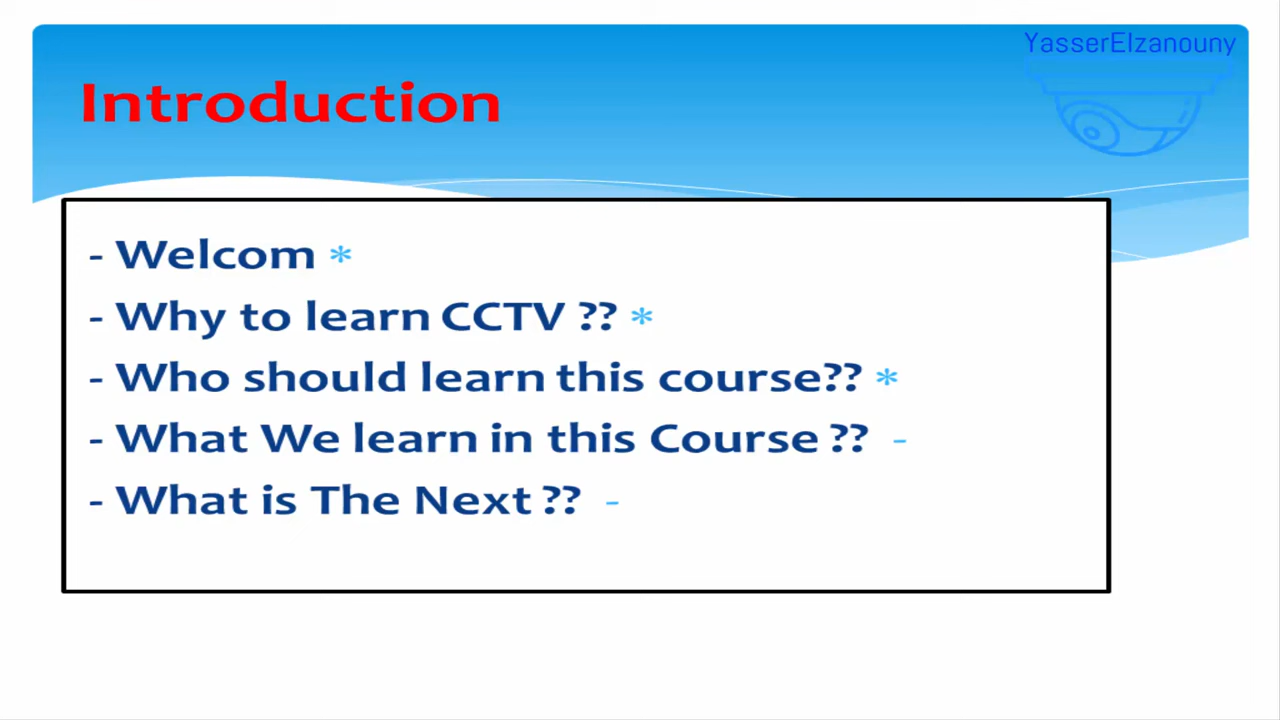 YasserElzanouny
Introduction
- Welcom *
- Why to learn CCTV ?? *
- Who should learn this course?? *
- What We learn in this Course ?? -
- What is The Next ?? -